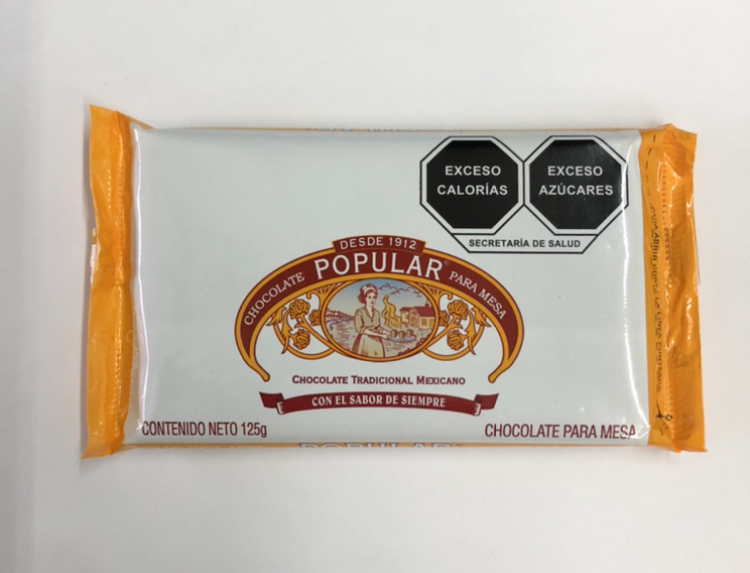 EXCESO
CALORÍAS
EXCESO
AZÚCARES
SECRETARÍA DE SALUD
DESDE 1912
CHOCOLATE POPULAR® PARA MESA
CHOCOLATE TRADICIONAL MEXICANO
CON EL SABOR DE SIEMPRE
CONTENIDO NETO 125g
CHOCOLATE PARA MESA
POPULAR